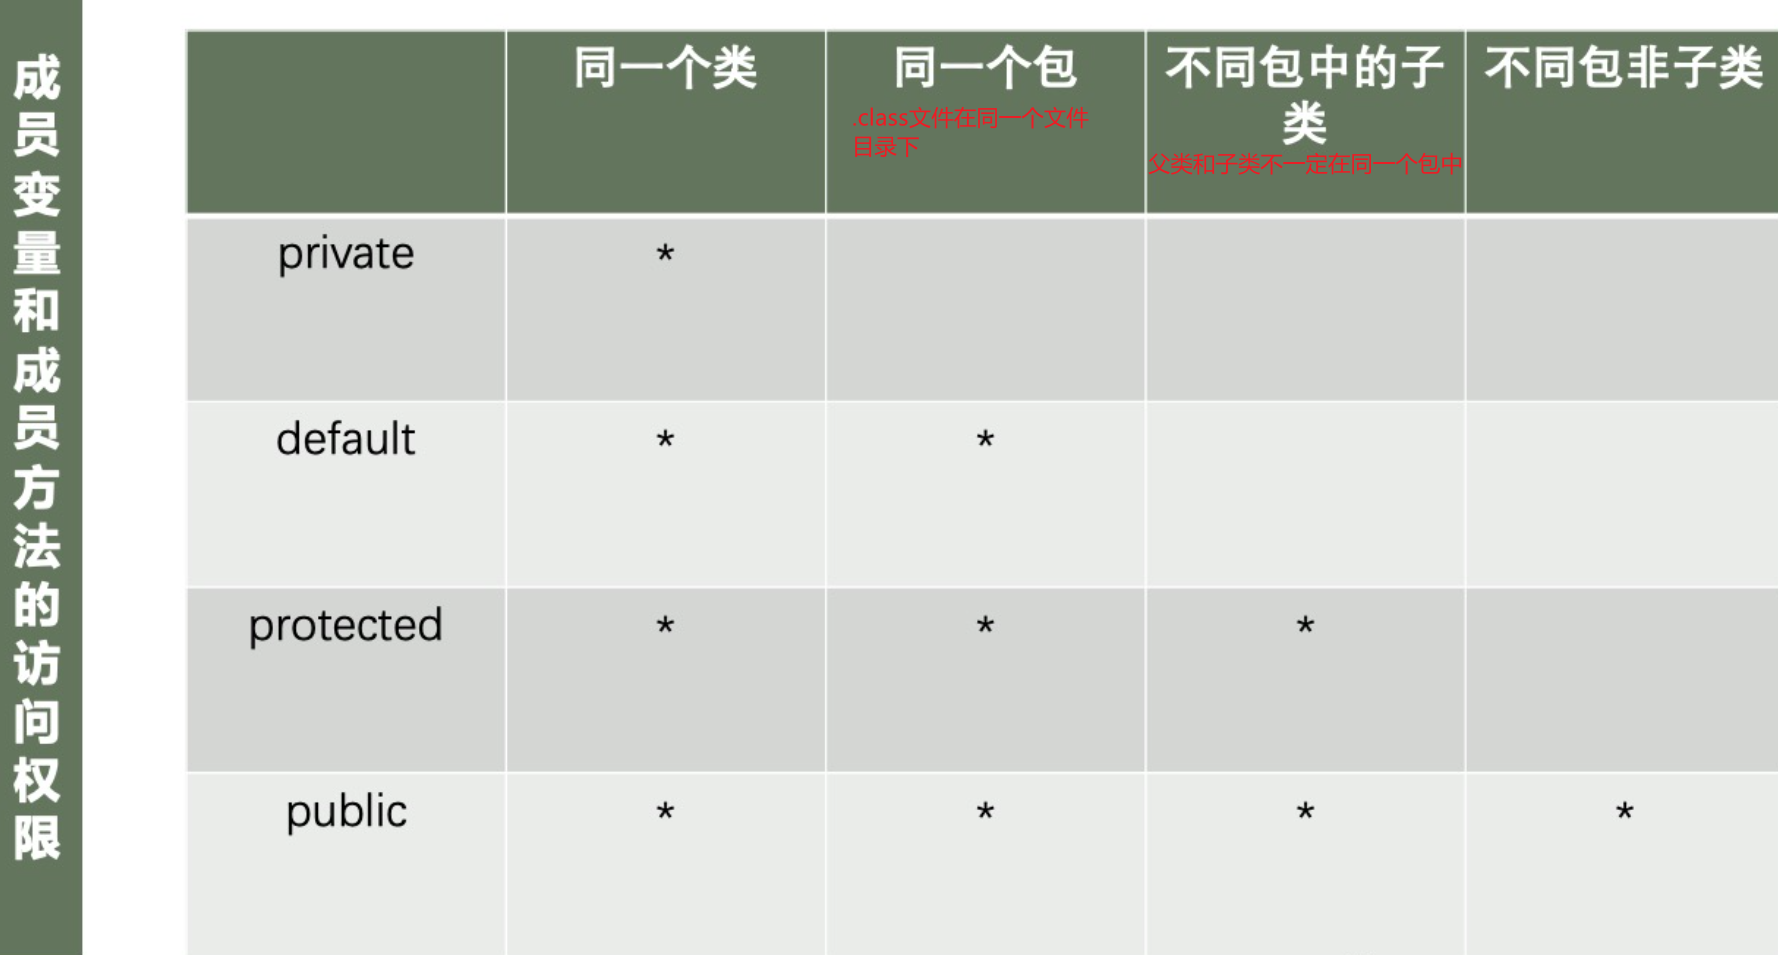 成员变量和成员方法的访问权限
同一个类
同一个包
不同包中的子
类
不同包非子类
.class文件在同一个文件
目录下
父类和子类不一定在同一个包中
private
*
default
*
*
protected
*
*
*
public
*
*
*
*